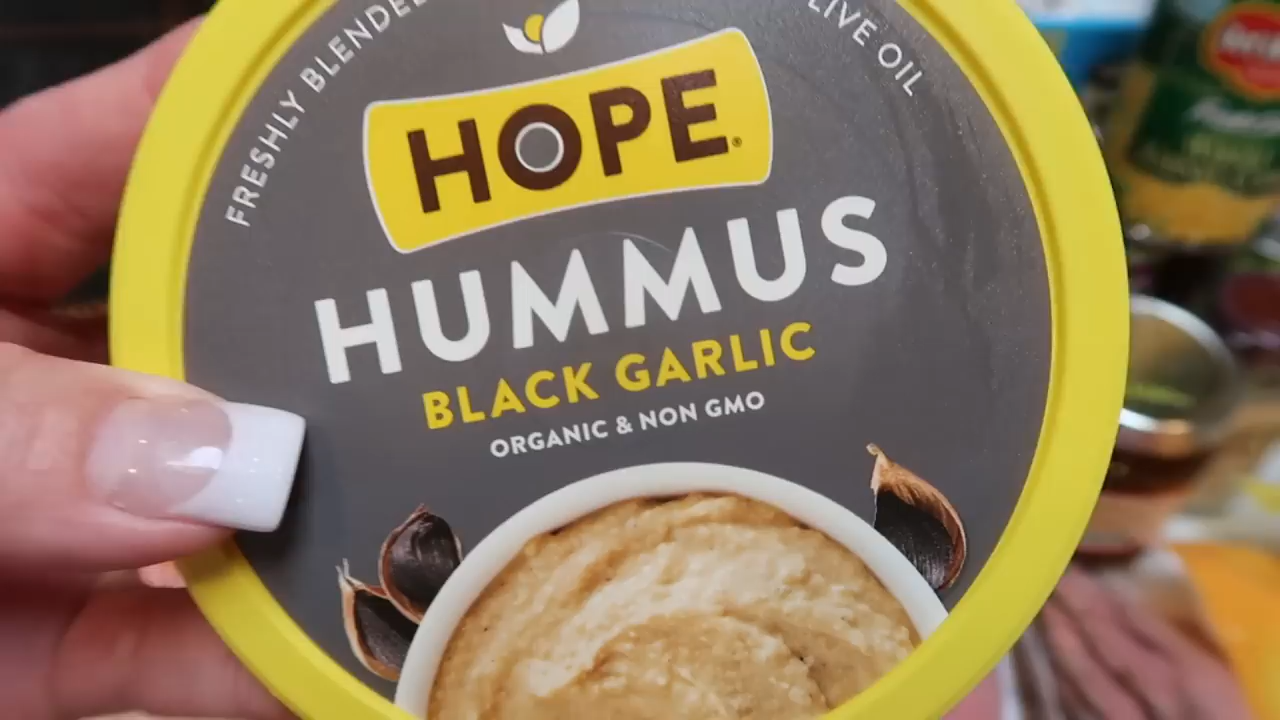 FRESHLY BLENDED
LIVE OIL
HOPE®
HUMMUS
BLACK GARLIC
ORGANIC & NON GMO